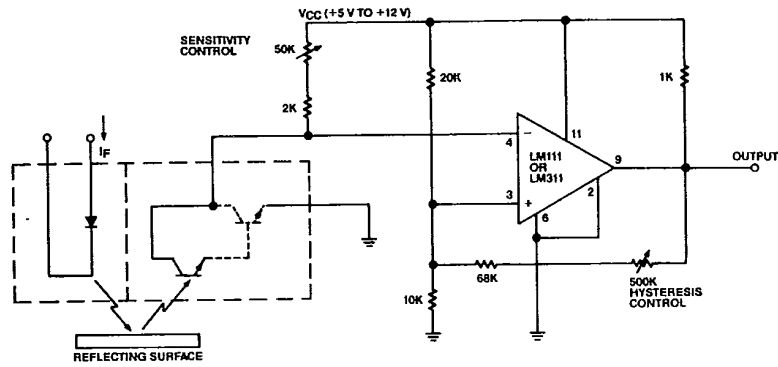 VCC (+5 V TO +12 V)
SENSITIVITY
CONTROL
50K
20K
1K
2K
IF
4
−
11
LM111
OR
LM311
9
OUTPUT
2
3
+
6
68K
500K
HYSTERESIS
CONTROL
10K
REFLECTING SURFACE